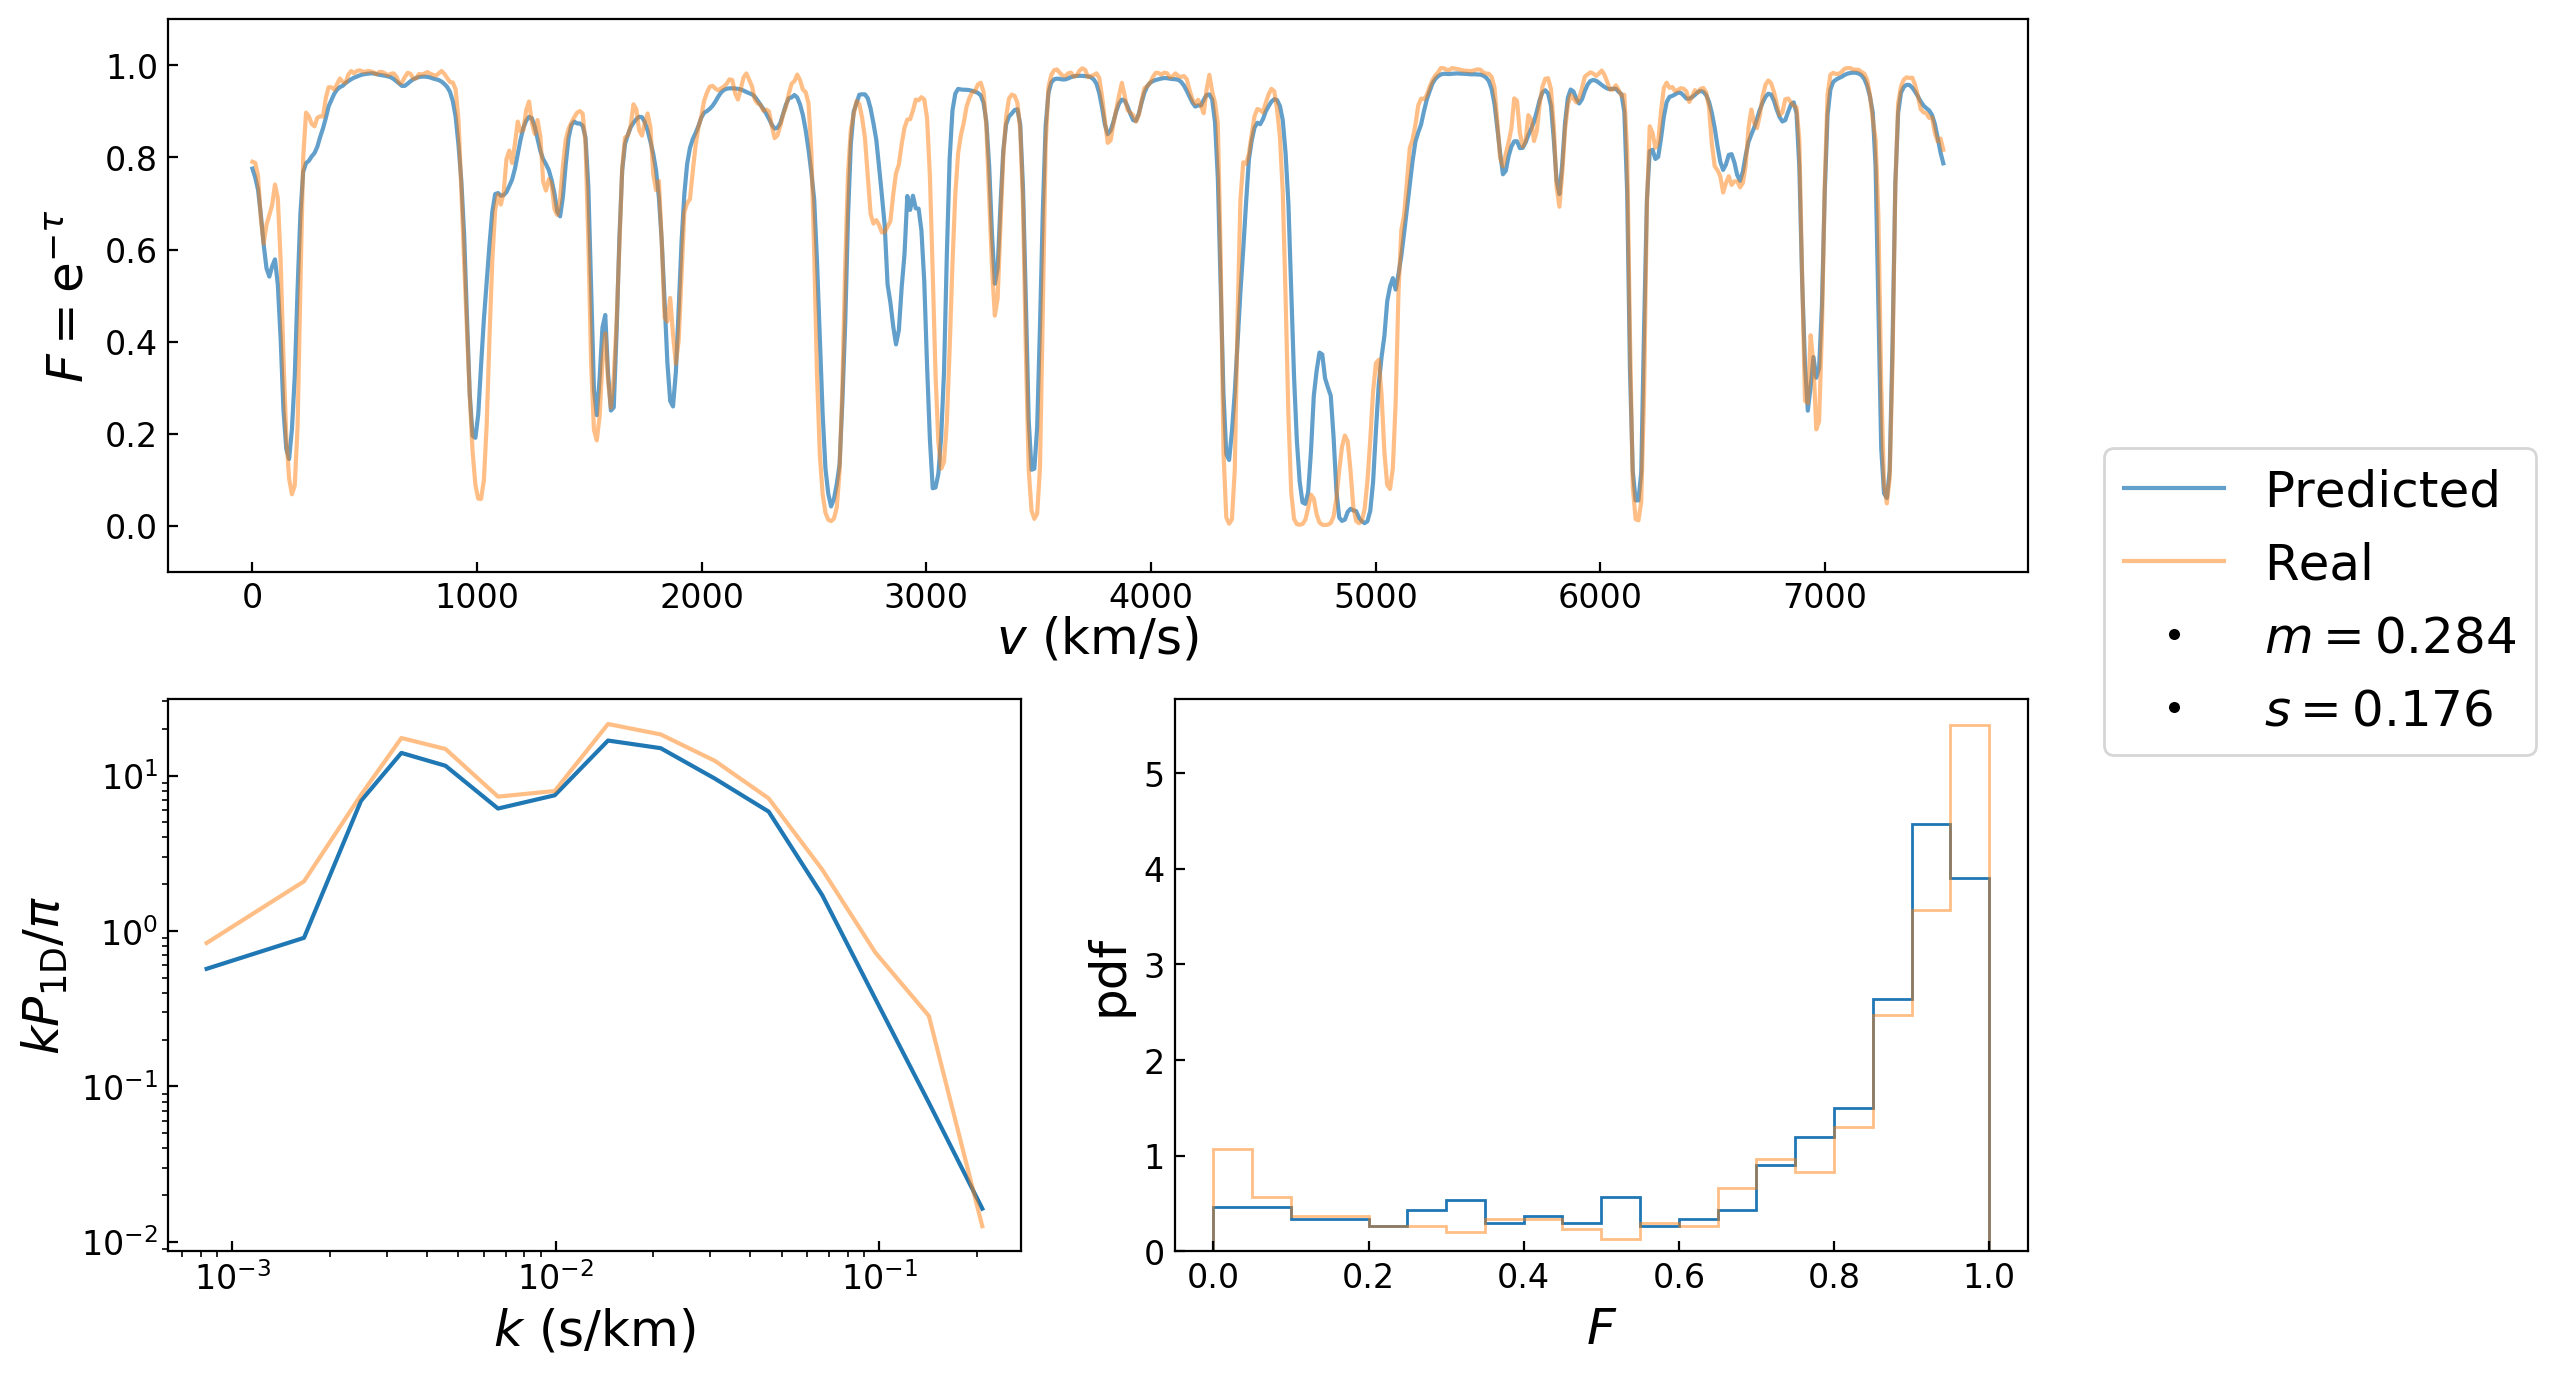 1.0
0.8
0.6
0.4
0.2
0.0
F = e^{-τ}
0 1000 2000 3000 4000 5000 6000 7000
v (km/s)
Predicted
Real
m = 0.284
s = 0.176
10^1
10^0
10^{-1}
10^{-2}
kP_{1D}/π
10^{-3} 10^{-2} 10^{-1}
k (s/km)
5
4
3
2
1
0
pdf
0.0 0.2 0.4 0.6 0.8 1.0
F